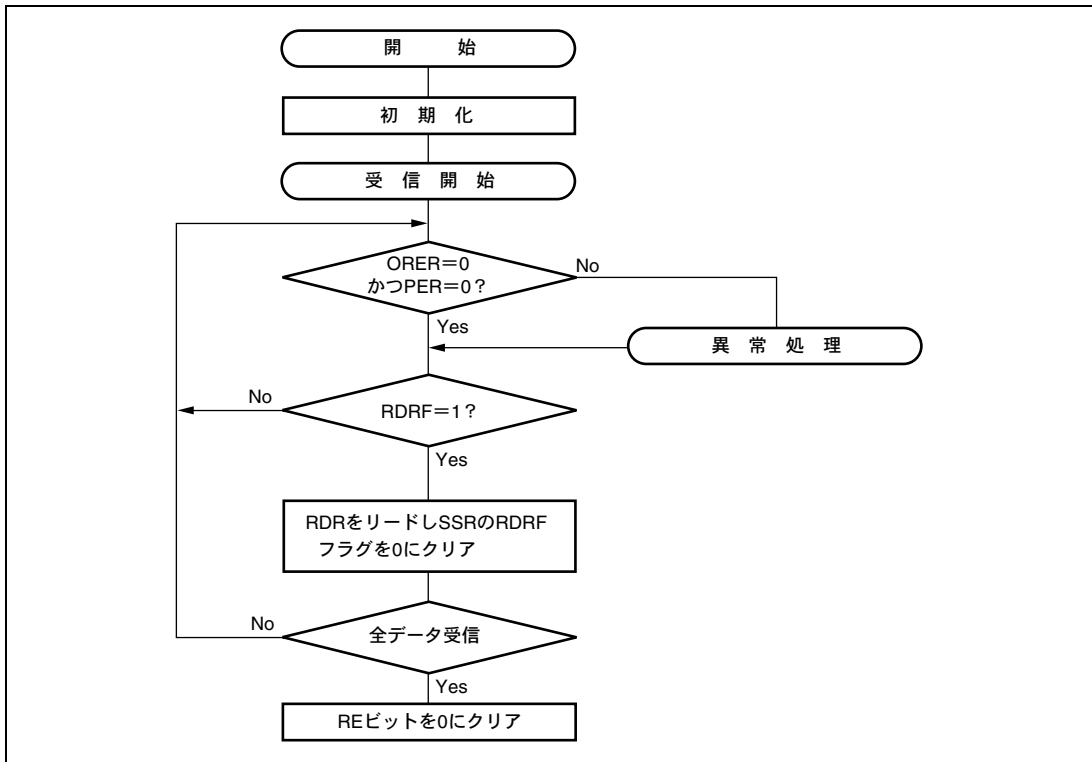 開 始
初 期 化
受 信 開 始
ORER=0
かつPER=0?
No
Yes
異 常 処 理
No
RDRF=1?
Yes
RDRをリードしSSRのRDRF
フラグを0にクリア
No
全データ受信
Yes
REビットを0にクリア